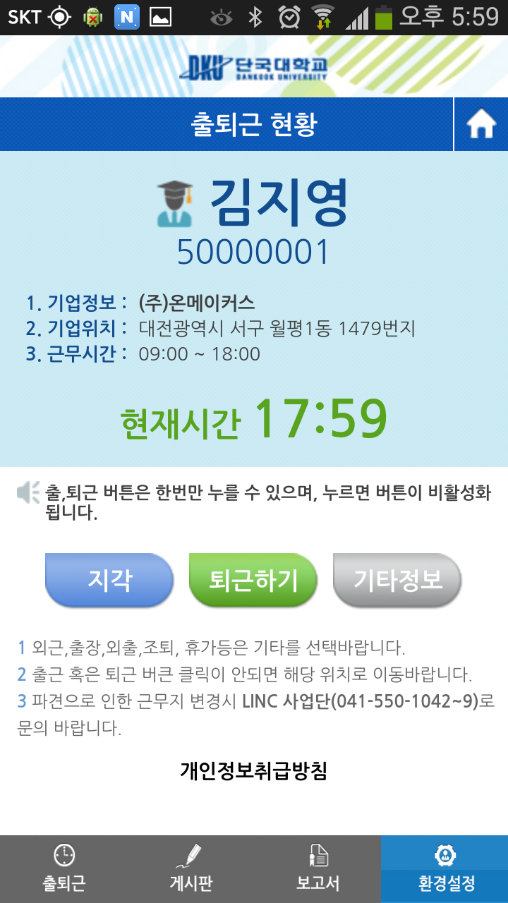 SKT N 오후 5:59
DKU 단국대학교
DANKOOK UNIVERSITY
출퇴근 현황
김지영
50000001
1. 기업정보 : (주)온메이커스
2. 기업위치 : 대전광역시 서구 월평1동 1479번지
3. 근무시간 : 09:00 ~ 18:00
현재시간 17:59
출,퇴근 버튼은 한번만 누를 수 있으며, 누르면 버튼이 비활성화
됩니다.
지각 퇴근하기 기타정보
1 외근,출장,외출,조퇴, 휴가등은 기타를 선택바랍니다.
2 출근 혹은 퇴근 버큰 클릭이 안되면 해당 위치로 이동바랍니다.
3 파견으로 인한 근무지 변경시 LINC 사업단(041-550-1042~9)로
문의 바랍니다.
개인정보취급방침
출퇴근 게시판 보고서 환경설정